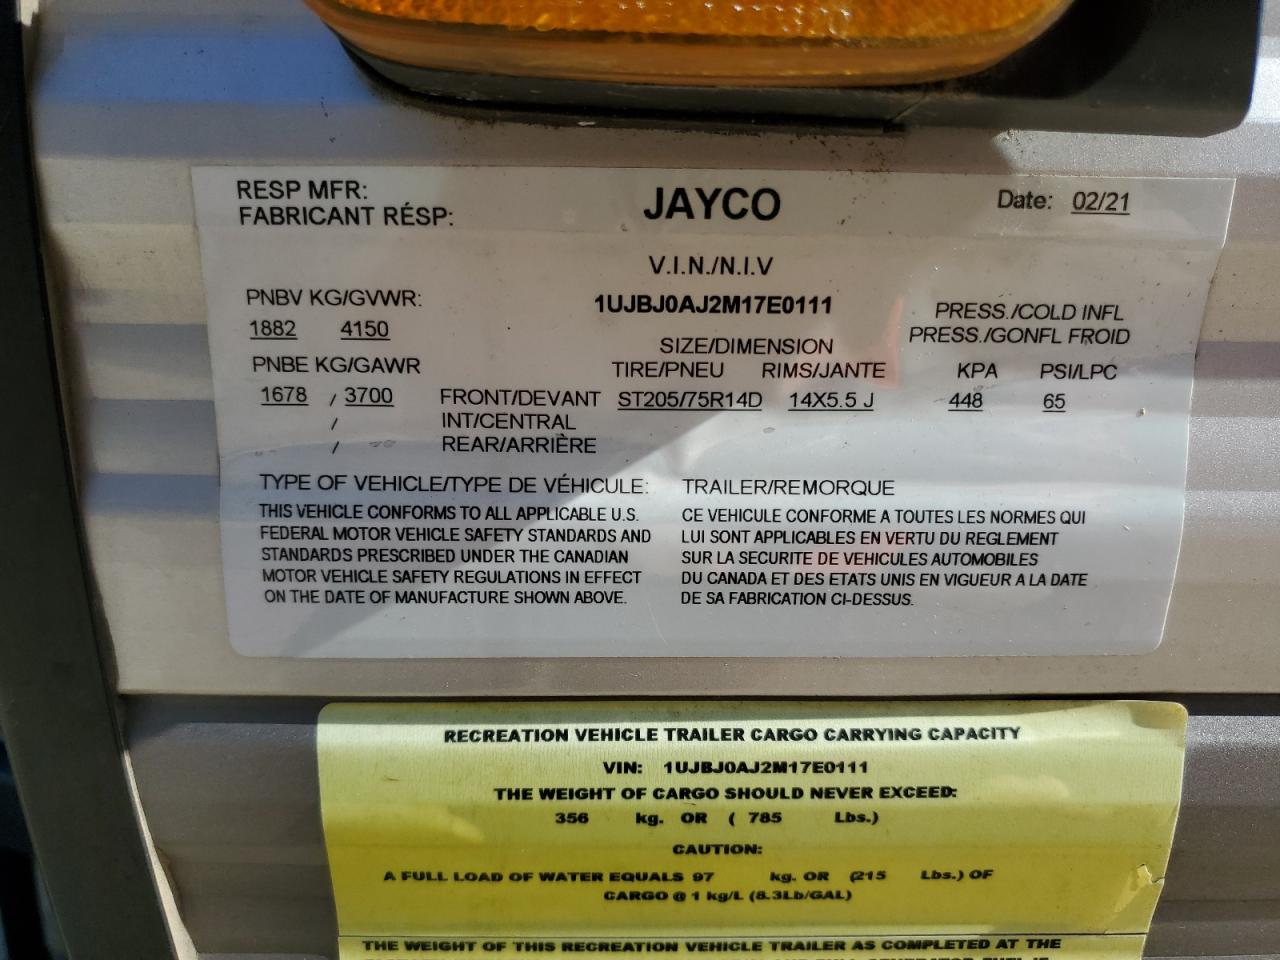 RESP MFR: JAYCO Date: 02/21
FABRICANT RÉSP:
V.I.N./N.I.V
PNBV KG/GVWR: 1UJBJ0AJ2M17E0111 PRESS./COLD INFL
1882 4150 SIZE/DIMENSION PRESS./GONFL FROID
PNBE KG/GAWR TIRE/PNEU RIMS/JANTE KPA PSI/LPC
1678 / 3700 FRONT/DEVANT ST205/75R14D 14X5.5 J 448 65
/ INT/CENTRAL
/ REAR/ARRIÈRE
TYPE OF VEHICLE/TYPE DE VÉHICULE: TRAILER/REMORQUE
THIS VEHICLE CONFORMS TO ALL APPLICABLE U.S.
FEDERAL MOTOR VEHICLE SAFETY STANDARDS AND
STANDARDS PRESCRIBED UNDER THE CANADIAN
MOTOR VEHICLE SAFETY REGULATIONS IN EFFECT
ON THE DATE OF MANUFACTURE SHOWN ABOVE.
CE VEHICULE CONFORME A TOUTES LES NORMES QUI
LUI SONT APPLICABLES EN VERTU DU REGLEMENT
SUR LA SECURITE DE VEHICULES AUTOMOBILES
DU CANADA ET DES ETATS UNIS EN VIGUEUR A LA DATE
DE SA FABRICATION CI-DESSUS.
RECREATION VEHICLE TRAILER CARGO CARRYING CAPACITY
VIN: 1UJBJ0AJ2M17E0111
THE WEIGHT OF CARGO SHOULD NEVER EXCEED:
356 kg. OR ( 785 Lbs.)
CAUTION:
A FULL LOAD OF WATER EQUALS 97 kg. OR (215 Lbs.) OF
CARGO @ 1 kg/L (8.3Lb/GAL)
THE WEIGHT OF THIS RECREATION VEHICLE TRAILER AS COMPLETED AT THE